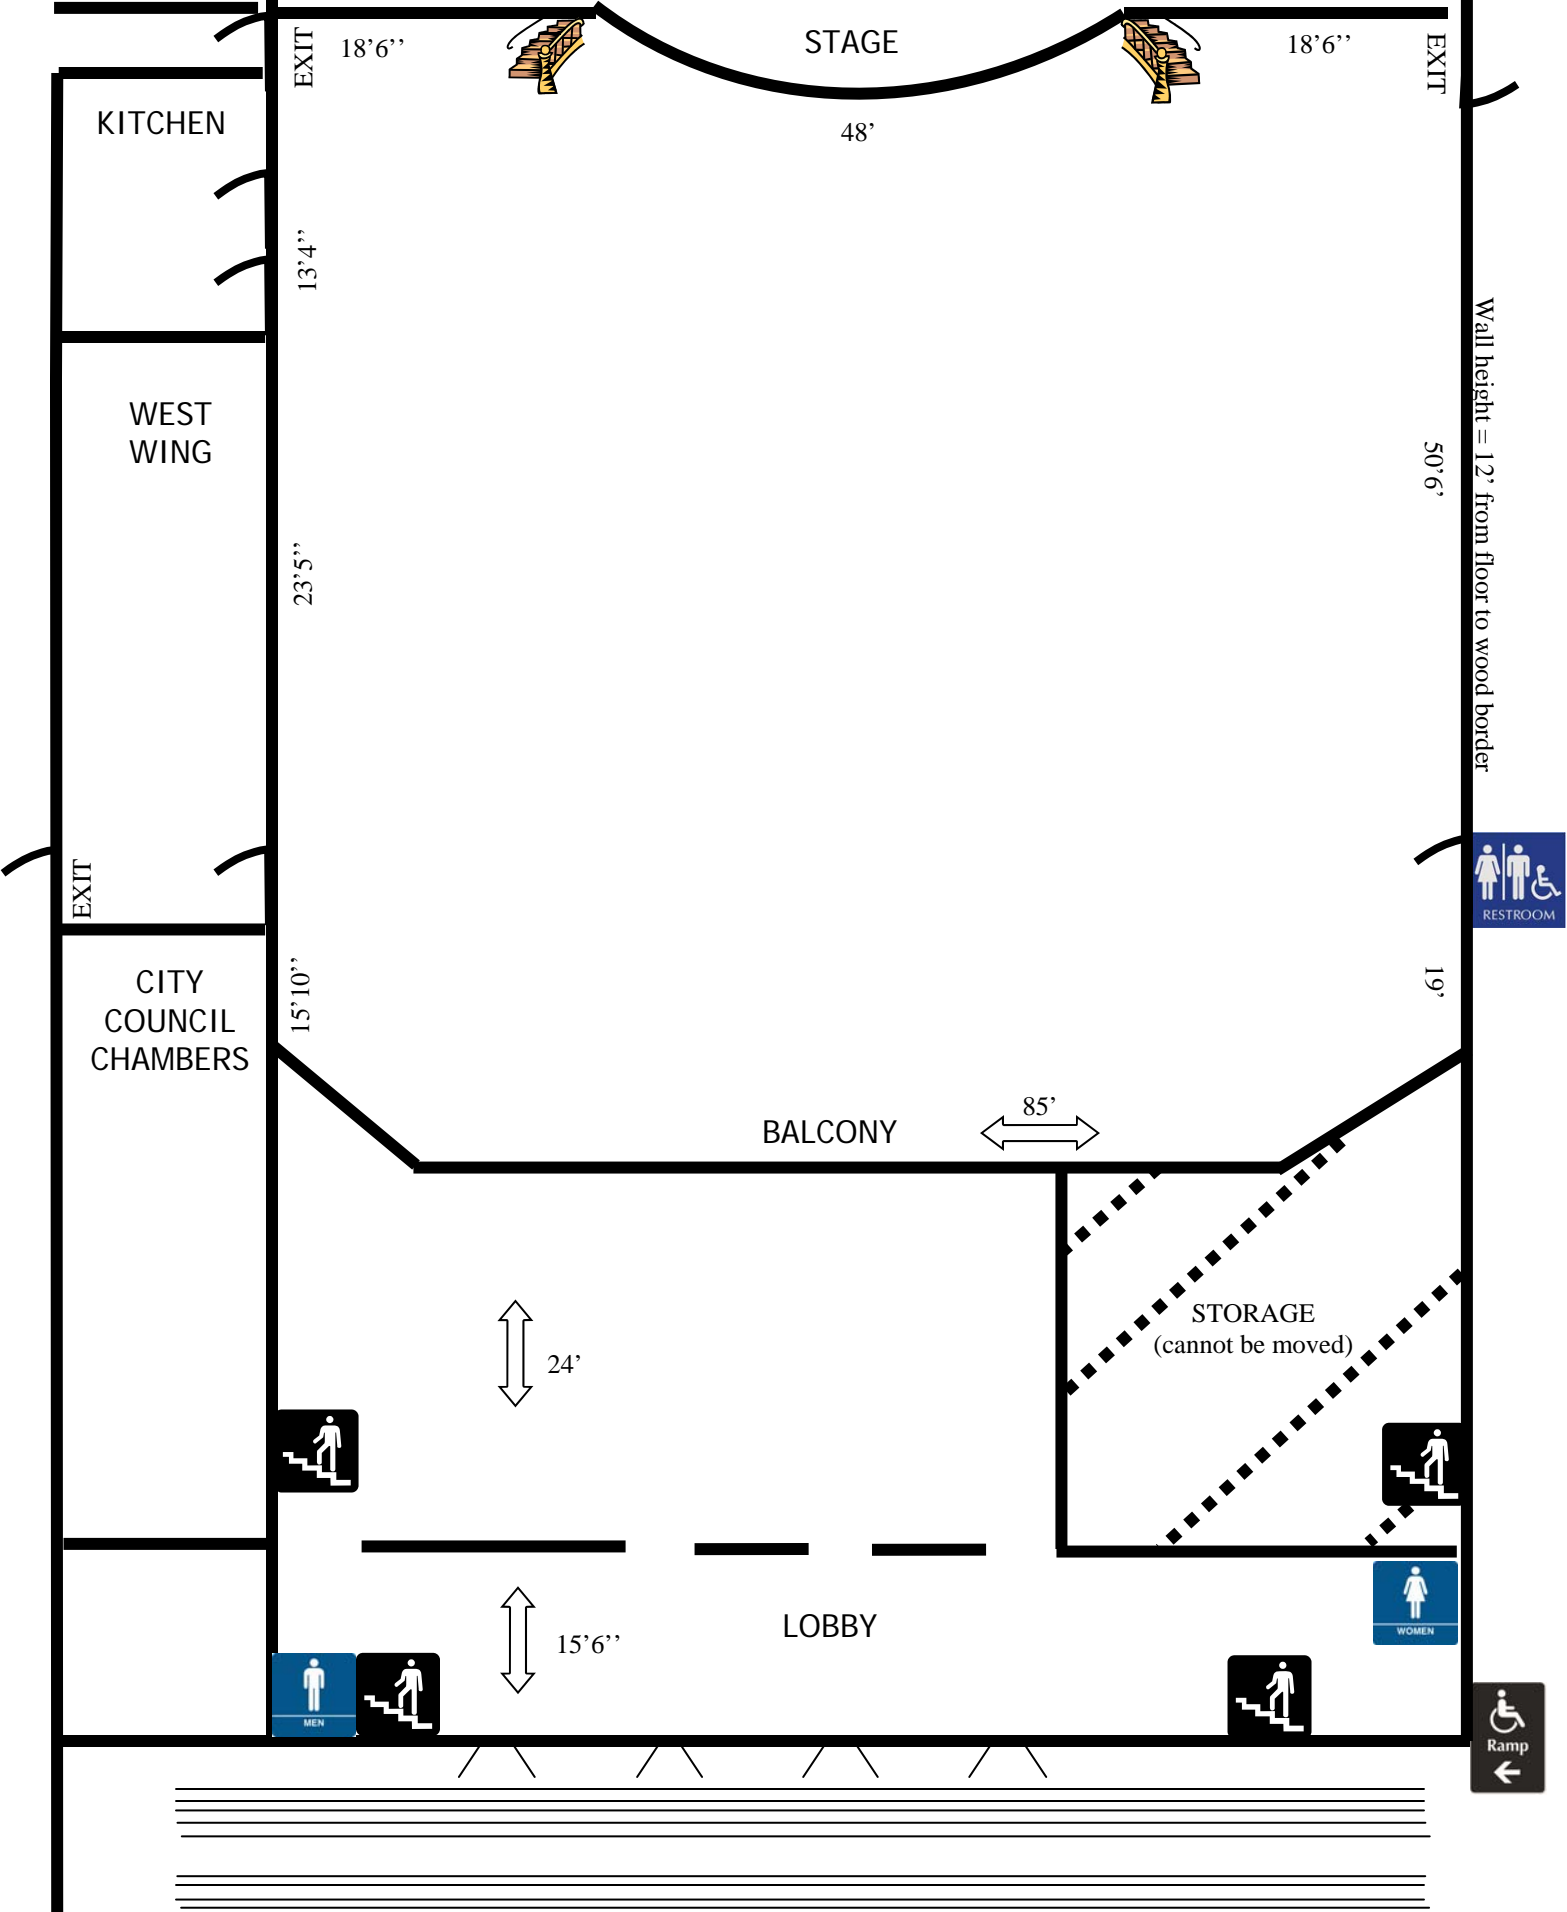 EXIT
18'6''
STAGE
18'6''
EXIT
48'
KITCHEN
13'4''
WEST
WING
23'5''
50'6'
Wall height = 12' from floor to wood border
EXIT
RESTROOM
CITY
COUNCIL
CHAMBERS
15'10''
19'
BALCONY
85'
STORAGE
(cannot be moved)
24'
LOBBY
15'6''
WOMEN
MEN
Ramp